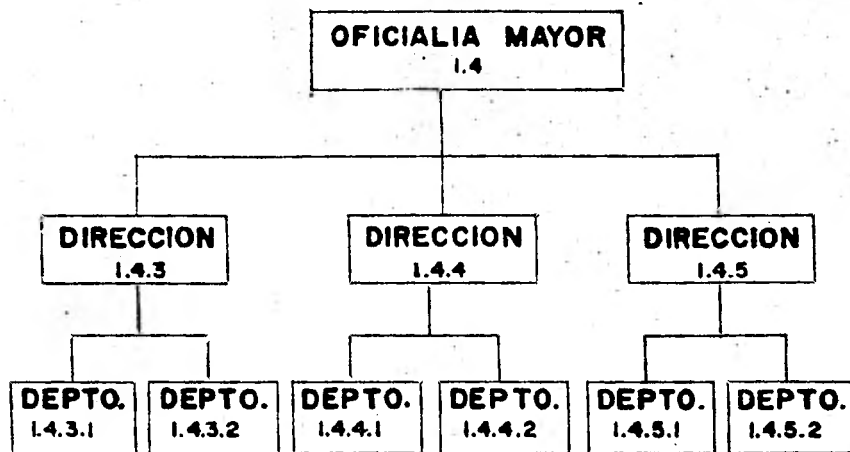 OFICIALIA MAYOR
1.4
DIRECCION
1.4.3
DIRECCION
1.4.4
DIRECCION
1.4.5
DEPTO.
1.4.3.1
DEPTO.
1.4.3.2
DEPTO.
1.4.4.1
DEPTO.
1.4.4.2
DEPTO.
1.4.5.1
DEPTO.
1.4.5.2